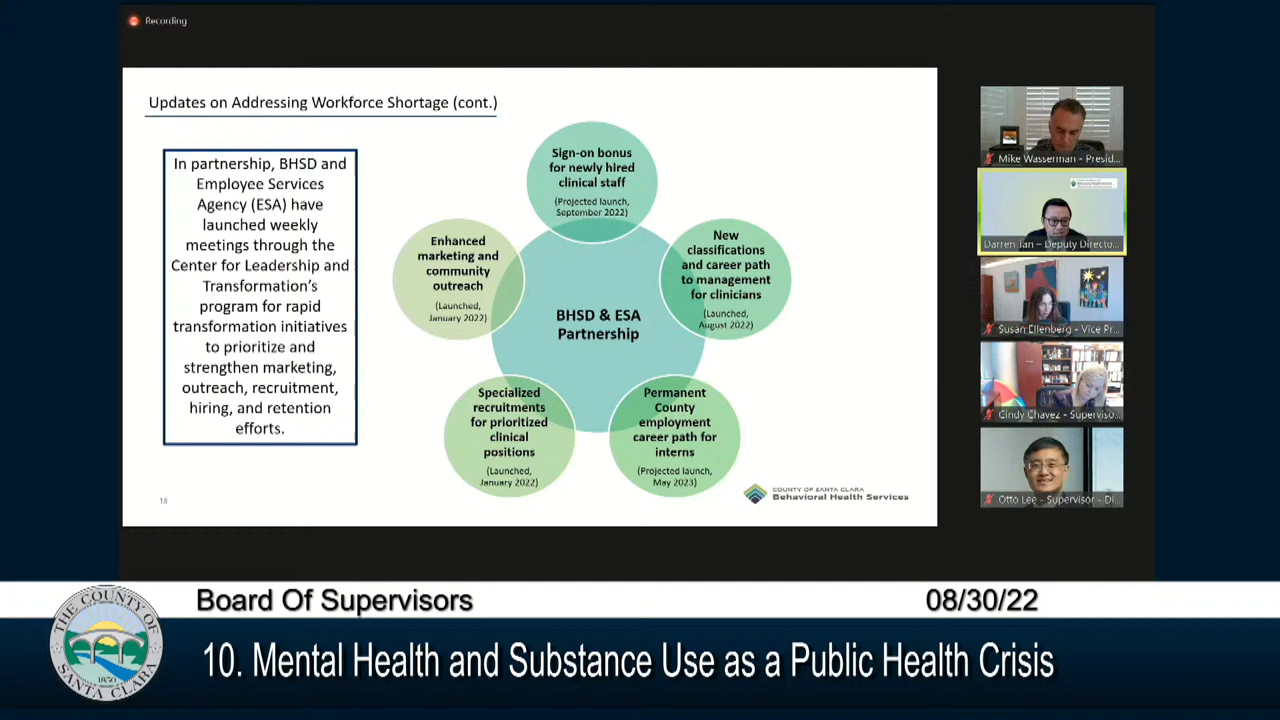 Recording
Updates on Addressing Workforce Shortage (cont.)
In partnership, BHSD and
Employee Services
Agency (ESA) have
launched weekly
meetings through the
Center for Leadership and
Transformation's
program for rapid
transformation initiatives
to prioritize and
strengthen marketing,
outreach, recruitment,
hiring, and retention
efforts.
Sign-on bonus
for newly hired
clinical staff
(Projected launch,
September 2022)
New
classifications
and career path
to management
for clinicians
(Launched,
August 2022)
Permanent
County
employment
career path for
interns
(Projected launch,
May 2023)
Specialized
recruitments
for prioritized
clinical
positions
(Launched,
January 2022)
Enhanced
marketing and
community
outreach
(Launched,
January 2022)
BHSD & ESA
Partnership
18
COUNTY OF SANTA CLARA
Behavioral Health Services
Mike Wasserman - Presid...
Darren Tan – Deputy Directo...
Susan Ellenberg - Vice Pr...
Cindy Chavez - Superviso...
Otto Lee - Supervisor - Di...
Board Of Supervisors
08/30/22
10. Mental Health and Substance Use as a Public Health Crisis
THE COUNTY OF
SANTA CLARA
1850